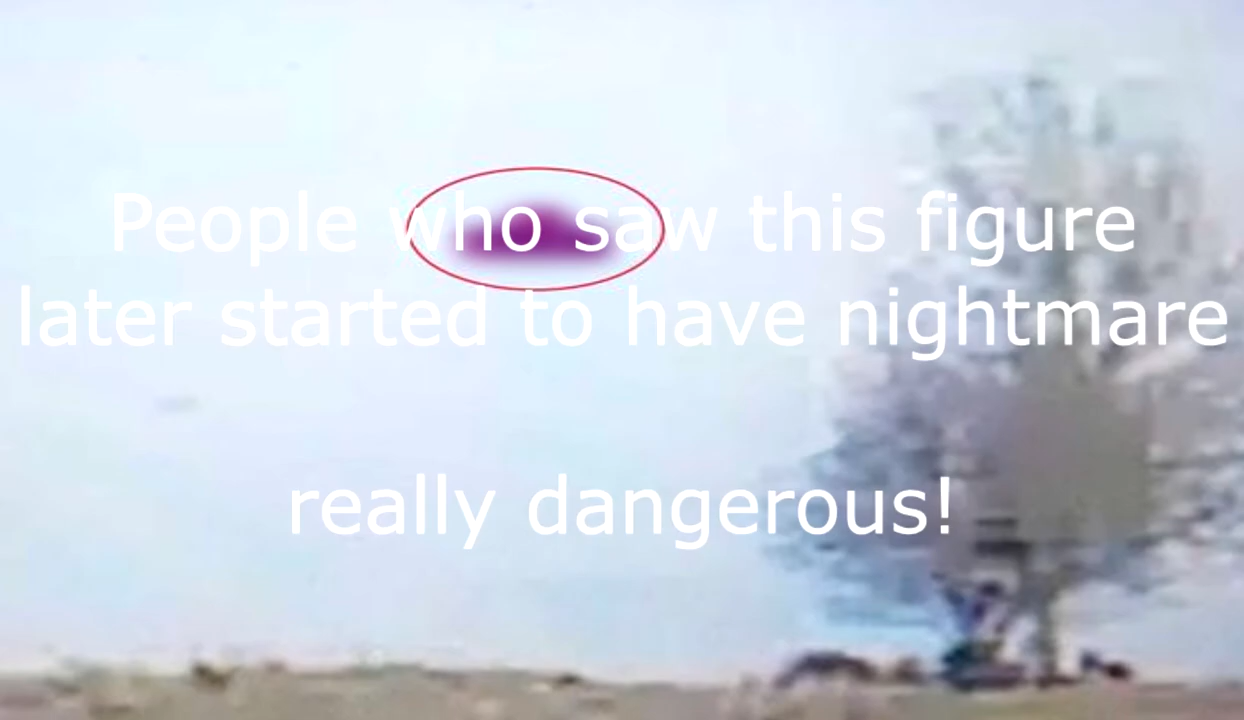 People who saw this figure
later started to have nightmare
really dangerous!